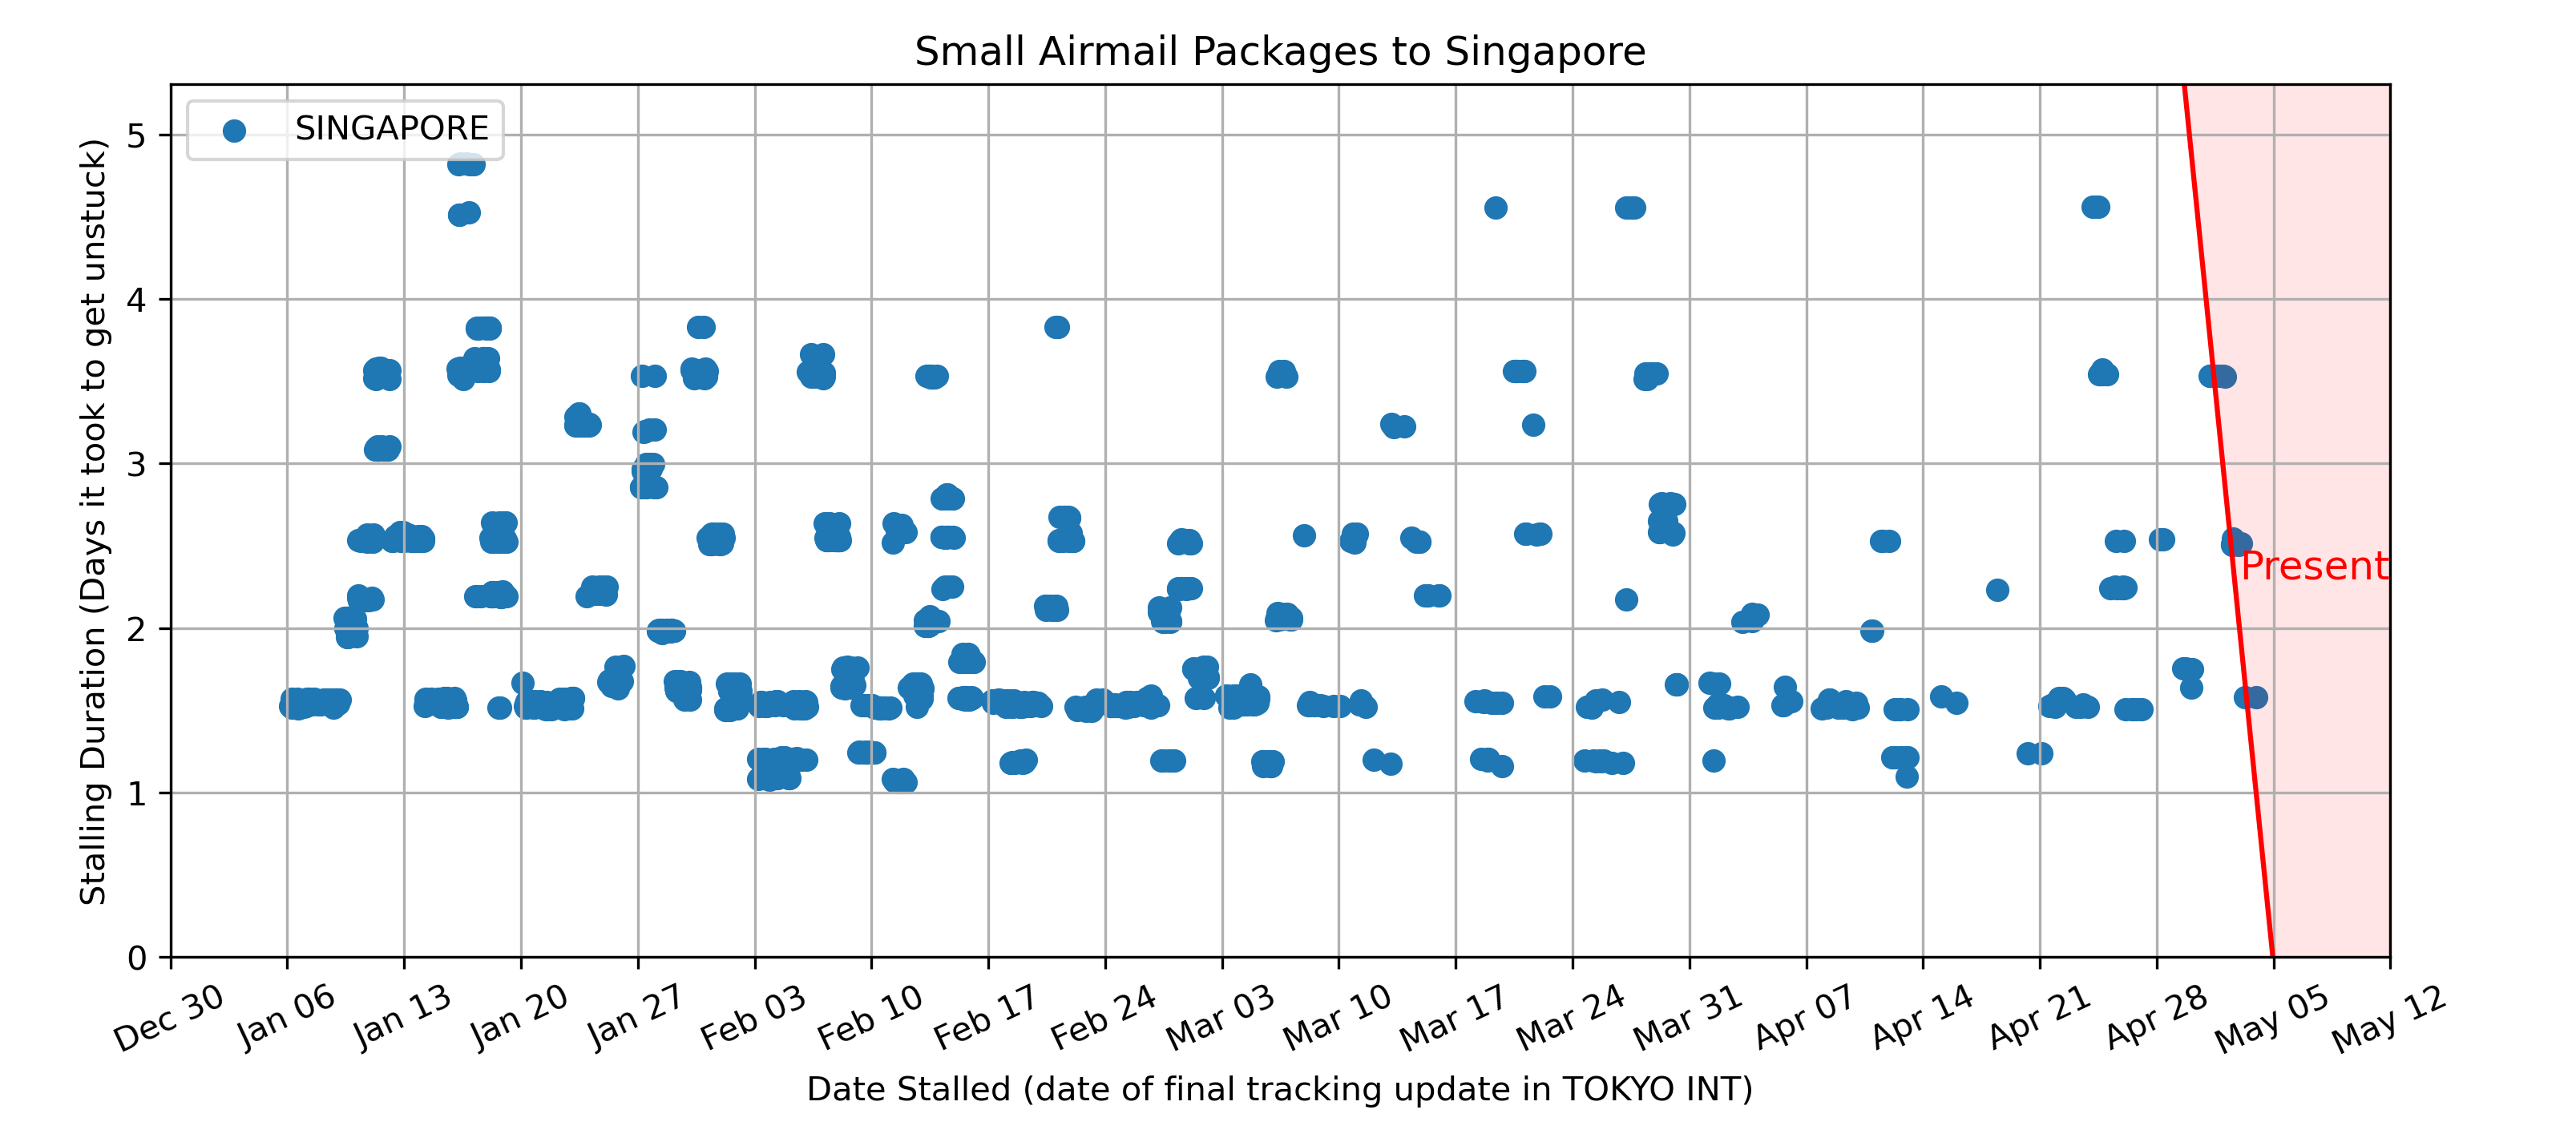 Small Airmail Packages to Singapore
SINGAPORE
Stalling Duration (Days it took to get unstuck)
5
4
3
2
1
0
Present
Dec 30
Jan 06
Jan 13
Jan 20
Jan 27
Feb 03
Feb 10
Feb 17
Feb 24
Mar 03
Mar 10
Mar 17
Mar 24
Mar 31
Apr 07
Apr 14
Apr 21
Apr 28
May 05
May 12
Date Stalled (date of final tracking update in TOKYO INT)